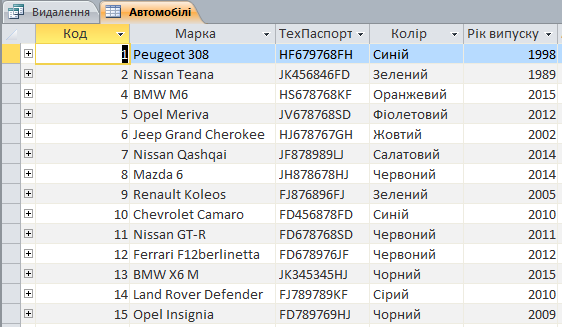 Видалення Автомобілі
Код Марка ТехПаспорт Колір Рік випуску
1 Peugeot 308 HF679768FH Синій 1998
2 Nissan Teana JK456846FD Зелений 1989
4 BMW M6 HS678768KF Оранжевий 2015
5 Opel Meriva JV678768SD Фіолетовий 2012
6 Jeep Grand Cherokee HJ678767GH Жовтий 2002
7 Nissan Qashqai JF878989LJ Салатовий 2014
8 Mazda 6 JH878678HJ Червоний 2014
9 Renault Koleos FJ876896FJ Зелений 2005
10 Chevrolet Camaro FD456878FD Синій 2010
11 Nissan GT-R FD678768SD Червоний 2011
12 Ferrari F12berlinetta FD678976JF Червоний 2012
13 BMW X6 M JK345345HJ Чорний 2015
14 Land Rover Defender FJ789789KF Сірий 2010
15 Opel Insignia FD789769HJ Чорний 2009